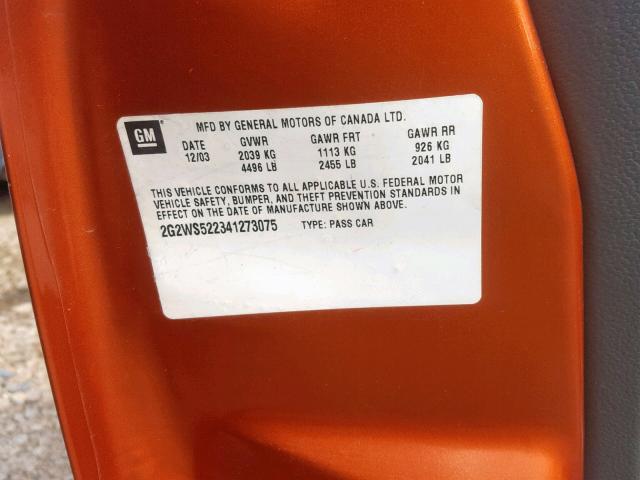 GM
MFD BY GENERAL MOTORS OF CANADA LTD.
DATE GVWR GAWR FRT GAWR RR
12/03 2039 KG 1113 KG 926 KG
4496 LB 2455 LB 2041 LB
THIS VEHICLE CONFORMS TO ALL APPLICABLE U.S. FEDERAL MOTOR
VEHICLE SAFETY, BUMPER, AND THEFT PREVENTION STANDARDS IN
EFFECT ON THE DATE OF MANUFACTURE SHOWN ABOVE.
2G2WS522341273075 TYPE: PASS CAR